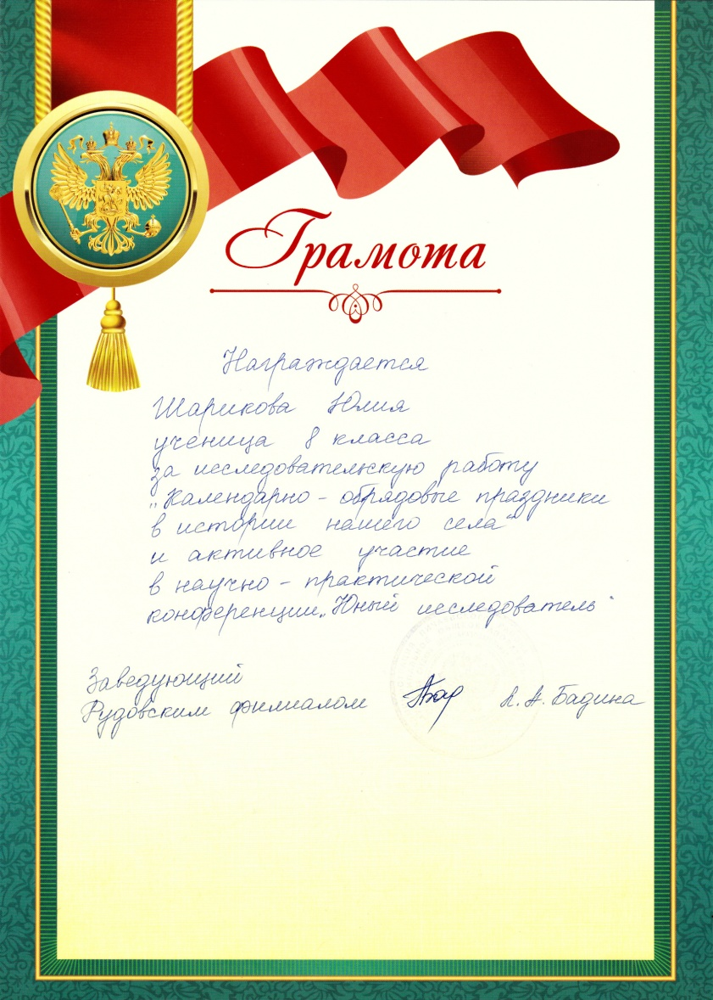 Грамота
Награждается
Шарикова Юлия
ученица 8 класса
за исследовательскую работу
„Календарно - обрядовые праздники
в истории нашего села“
и активное участие
в научно - практической
конференции „Юный исследователь“
Заведующий
Рудовским филиалом Л. А. Бадина